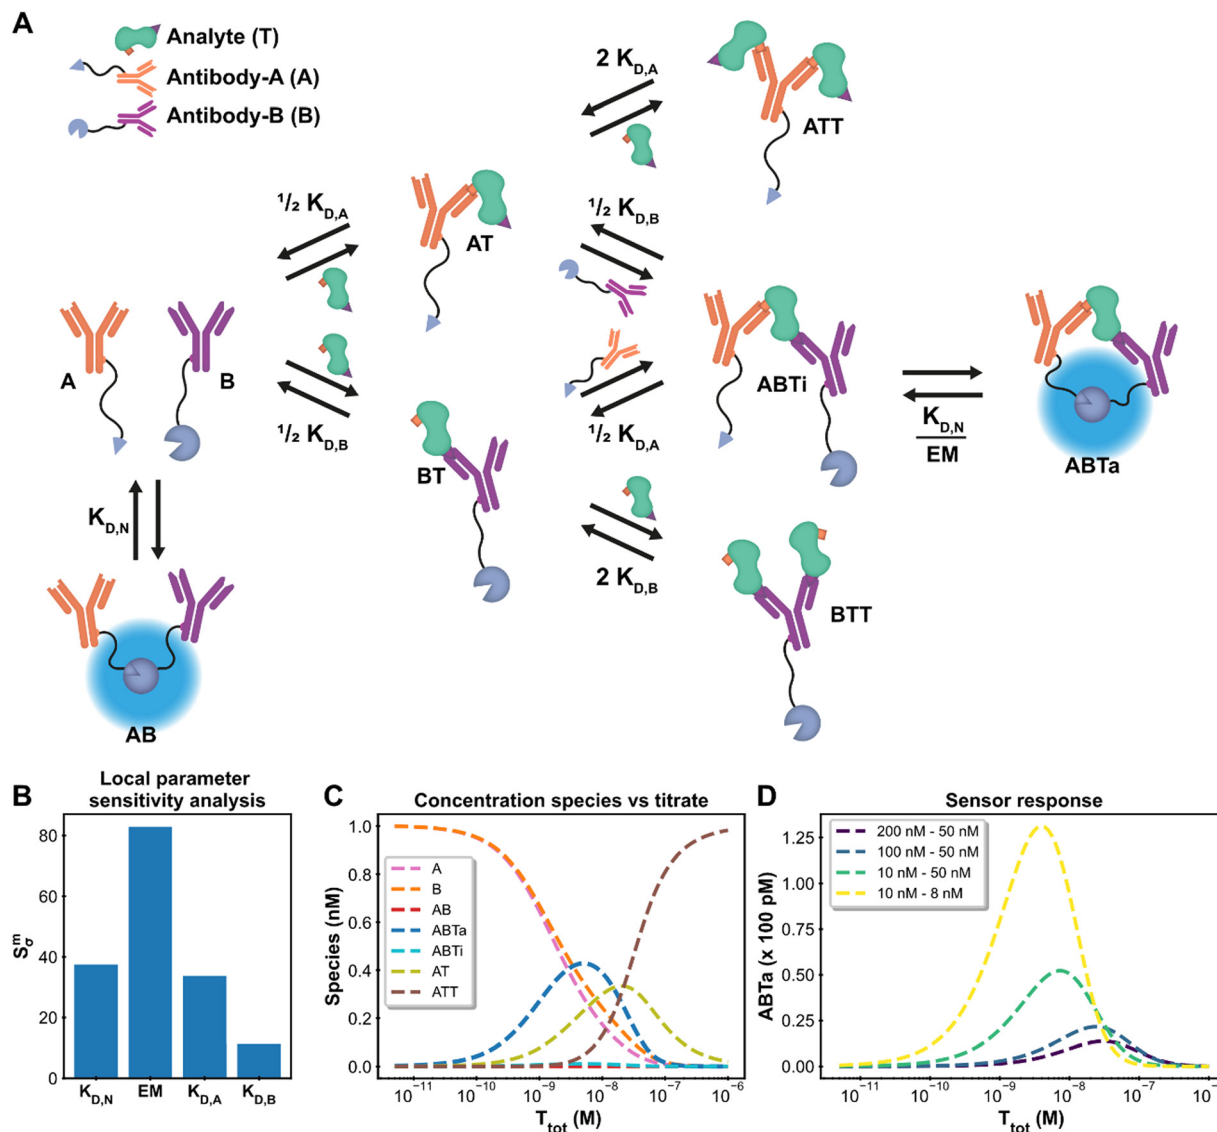 A
Analyte (T)
Antibody-A (A)
Antibody-B (B)
2 K_D,A
ATT
½ K_D,A
AT
½ K_D,B
A
B
ABTi
K_D,N
EM
ABTa
½ K_D,B
½ K_D,A
BT
K_D,N
2 K_D,B
BTT
AB
B
Local parameter
sensitivity analysis
S^m_σ
80
60
40
20
0
K_D,N
EM
K_D,A
K_D,B
C
Concentration species vs titrate
Species (nM)
1.0
0.8
0.6
0.4
0.2
0.0
A
B
AB
ABTa
ABTi
AT
ATT
10⁻¹¹
10⁻¹⁰
10⁻⁹
10⁻⁸
10⁻⁷
10⁻⁶
T_tot (M)
D
Sensor response
ABTa (x 100 pM)
1.25
1.00
0.75
0.50
0.25
0.00
200 nM - 50 nM
100 nM - 50 nM
10 nM - 50 nM
10 nM - 8 nM
10⁻¹¹
10⁻¹⁰
10⁻⁹
10⁻⁸
10⁻⁷
T_tot (M)